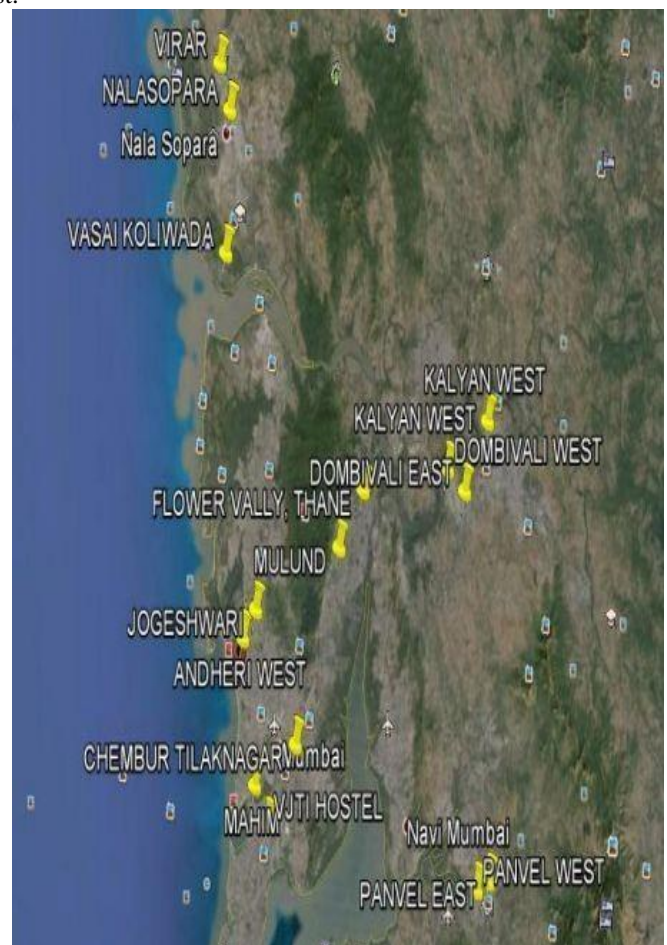 st.
VIRAR
NALASOPARA
Nala Sopara
VASAI KOLIWADA
KALYAN WEST
KALYAN WEST
DOMBIVALI WEST
DOMBIVALI EAST
FLOWER VALLY, THANE
MULUND
JOGESHWARI
ANDHERI WEST
CHEMBUR TILAKNAGAR Mumbai
VJTI HOSTEL
MAHIM
Navi Mumbai
PANVEL WEST
PANVEL EAST